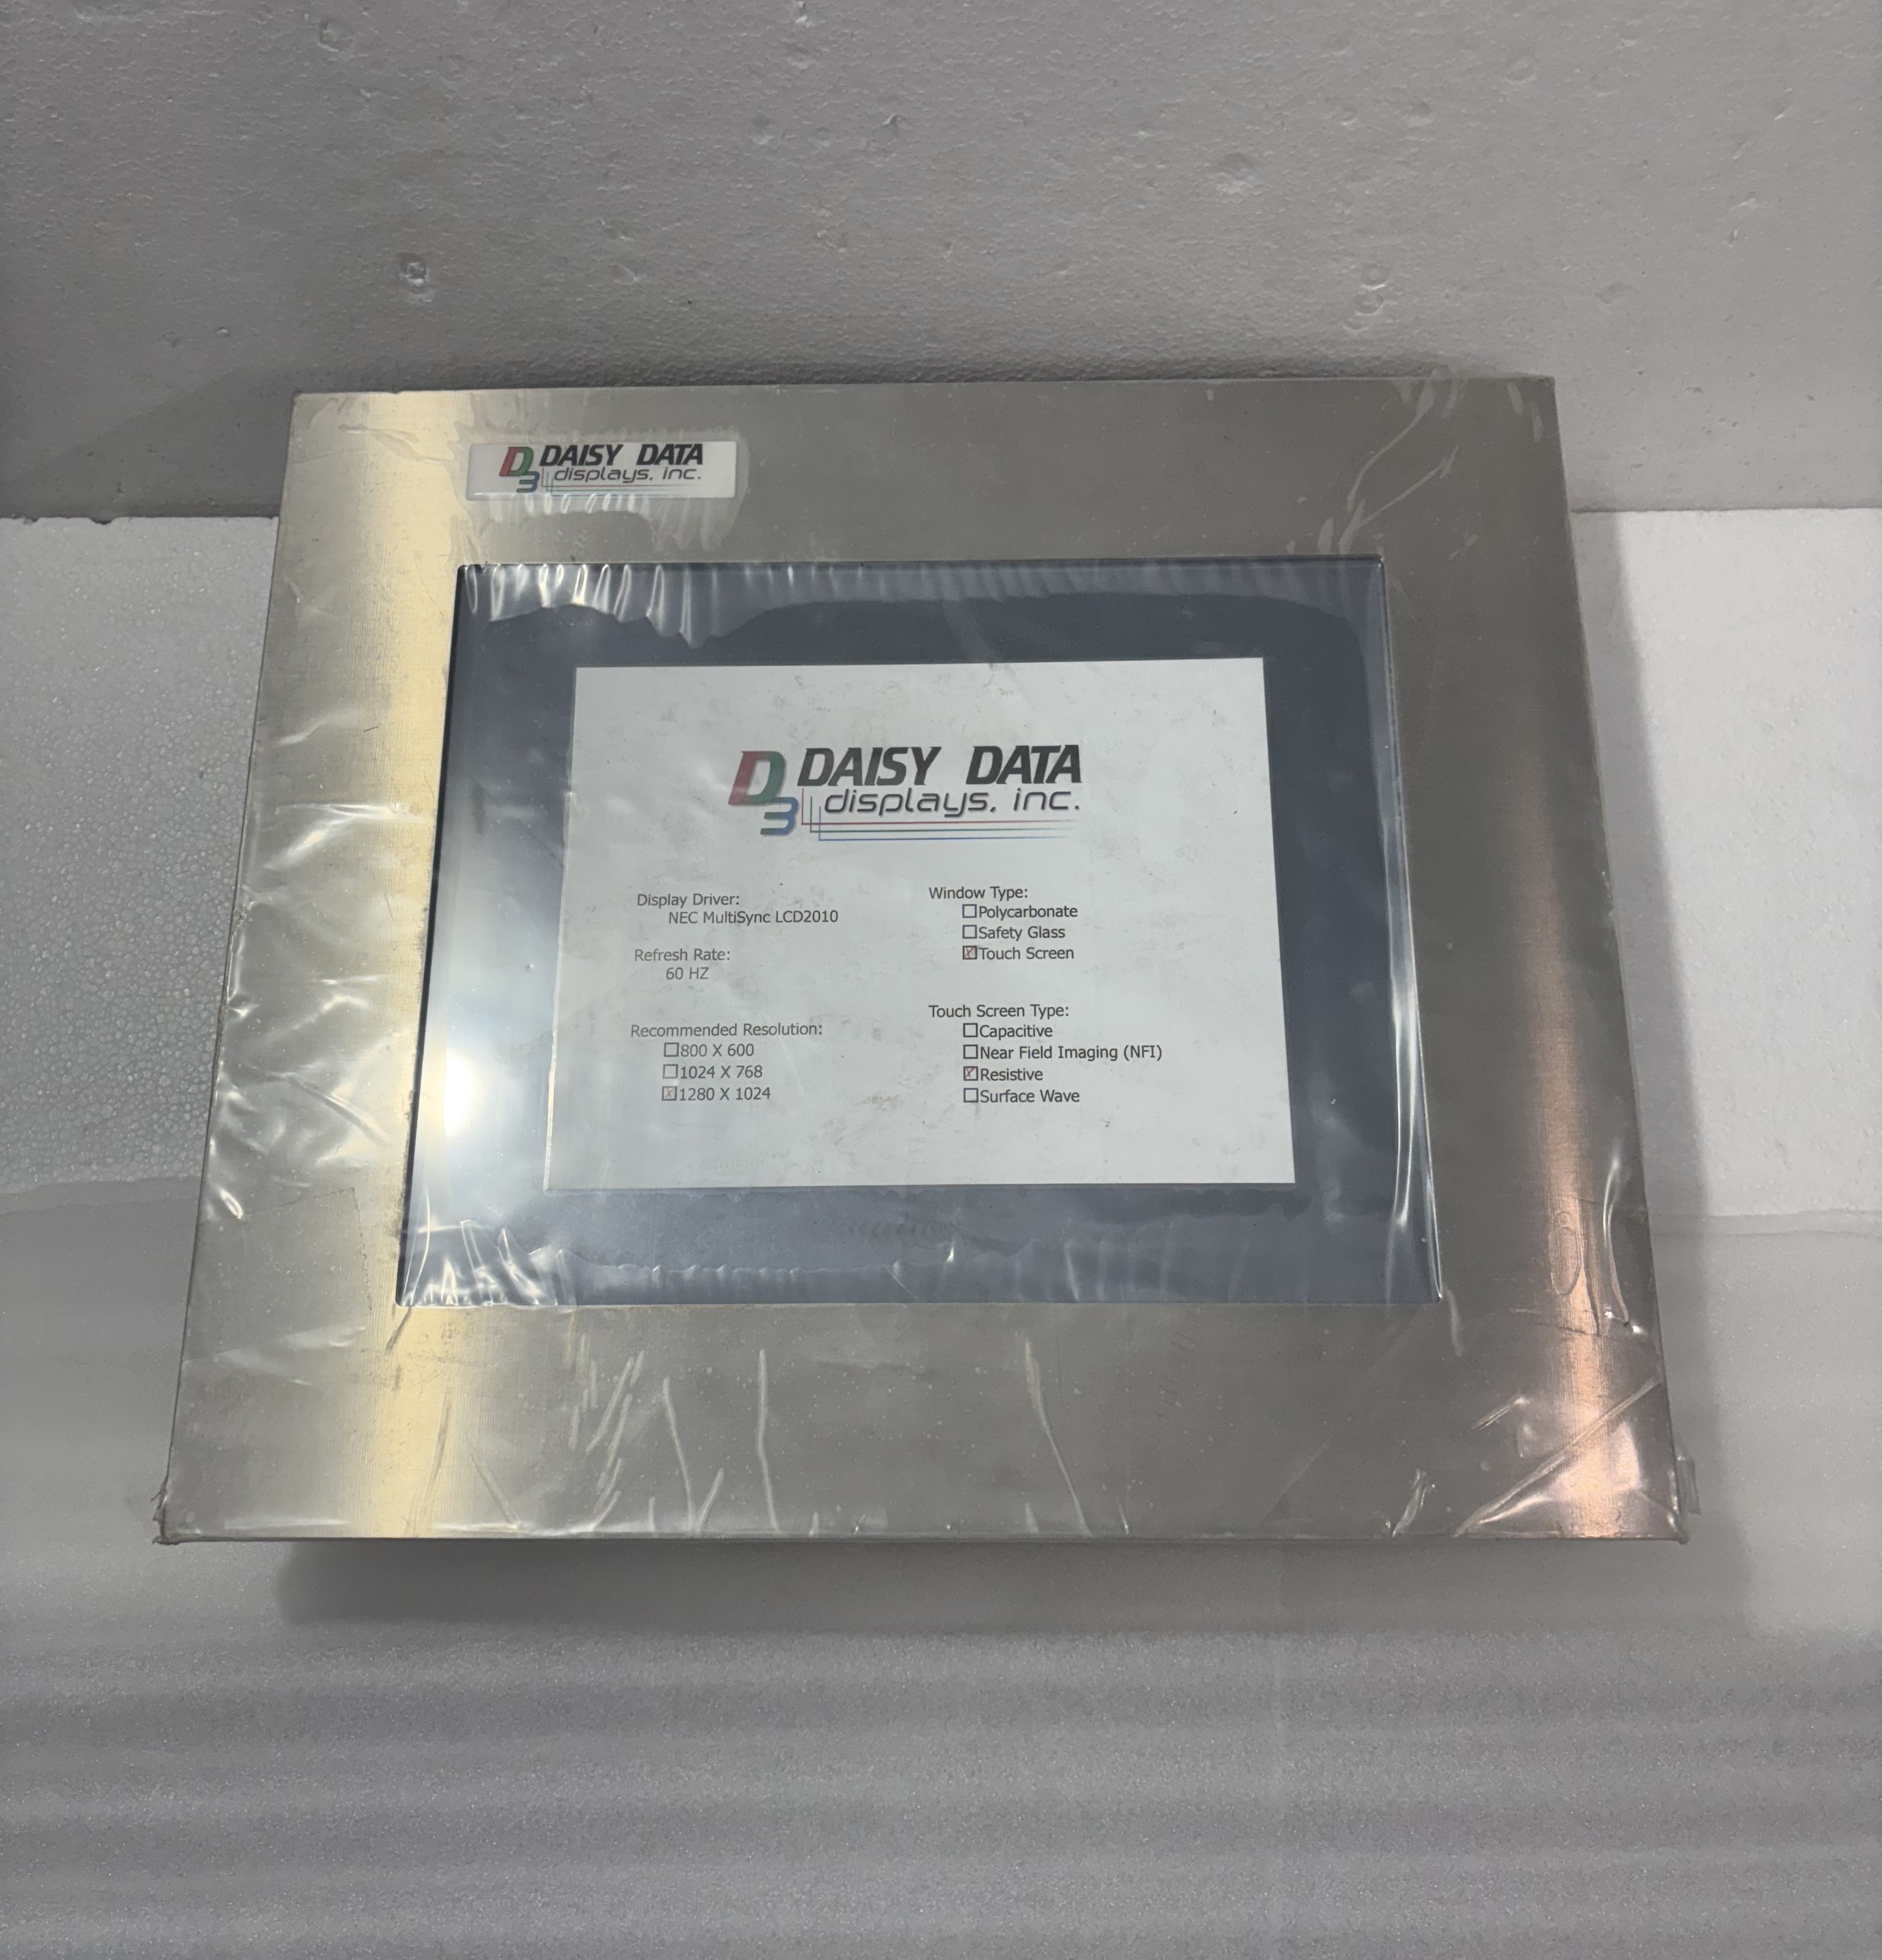 D3 DAISY DATA
displays, inc.
D3 DAISY DATA
displays, inc.
Display Driver:
NEC MultiSync LCD2010
Refresh Rate:
60 HZ
Recommended Resolution:
☐800 X 600
☐1024 X 768
☒1280 X 1024
Window Type:
☐Polycarbonate
☐Safety Glass
☒Touch Screen
Touch Screen Type:
☐Capacitive
☐Near Field Imaging (NFI)
☒Resistive
☐Surface Wave